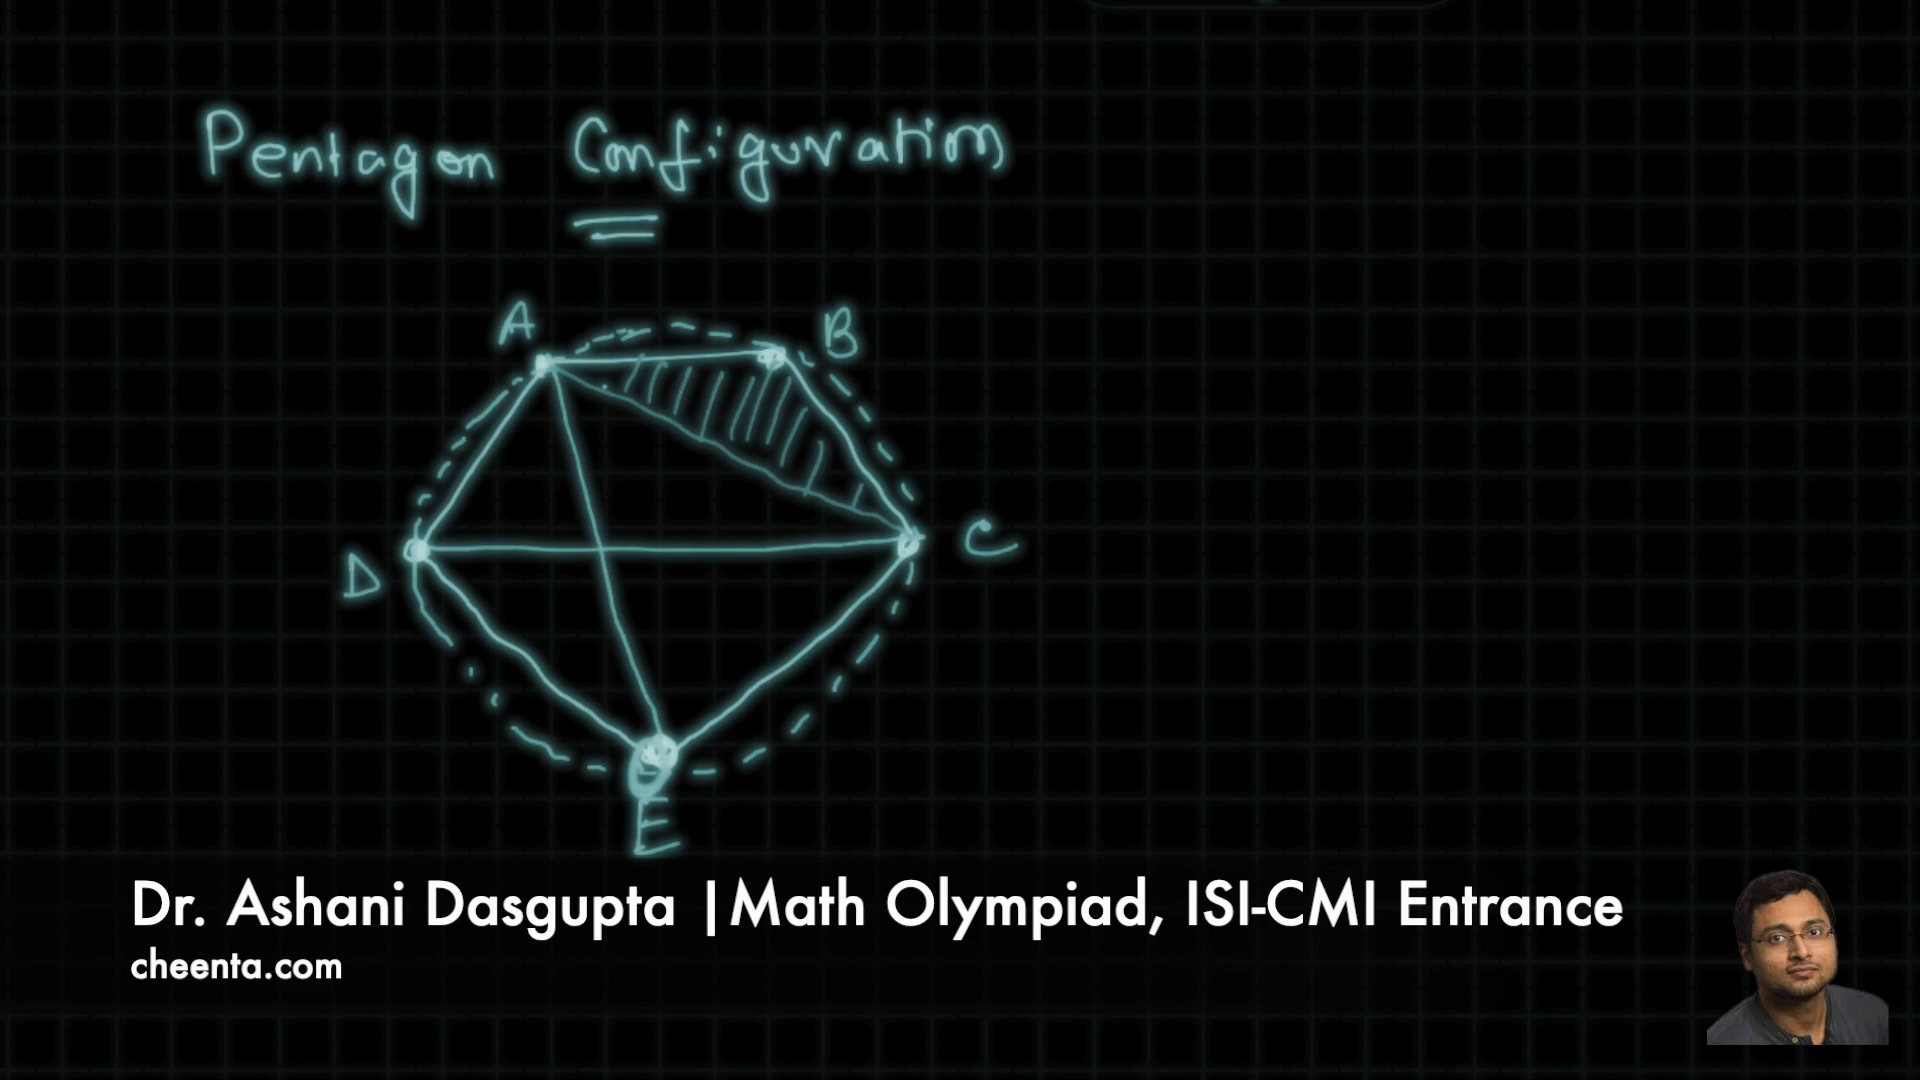 Pentagon Configuration
A
B
C
D
E
Dr. Ashani Dasgupta | Math Olympiad, ISI-CMI Entrance
cheenta.com